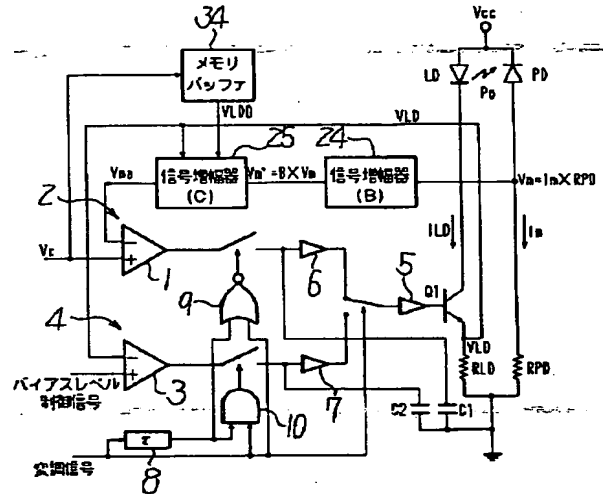 34
Vcc
メモリ
バッファ
LD
Po
PD
VLDO
25
24
VLD
Vma
信号増幅器
(C)
Vm'=B×Vm
信号増幅器
(B)
Vm=Im×RPD
2
Vr
1
9
6
5
Q1
ILD
Im
4
VLD
RLD
RPD
バイアスレベル
制御信号
3
7
10
C2
C1
τ
変調信号
8